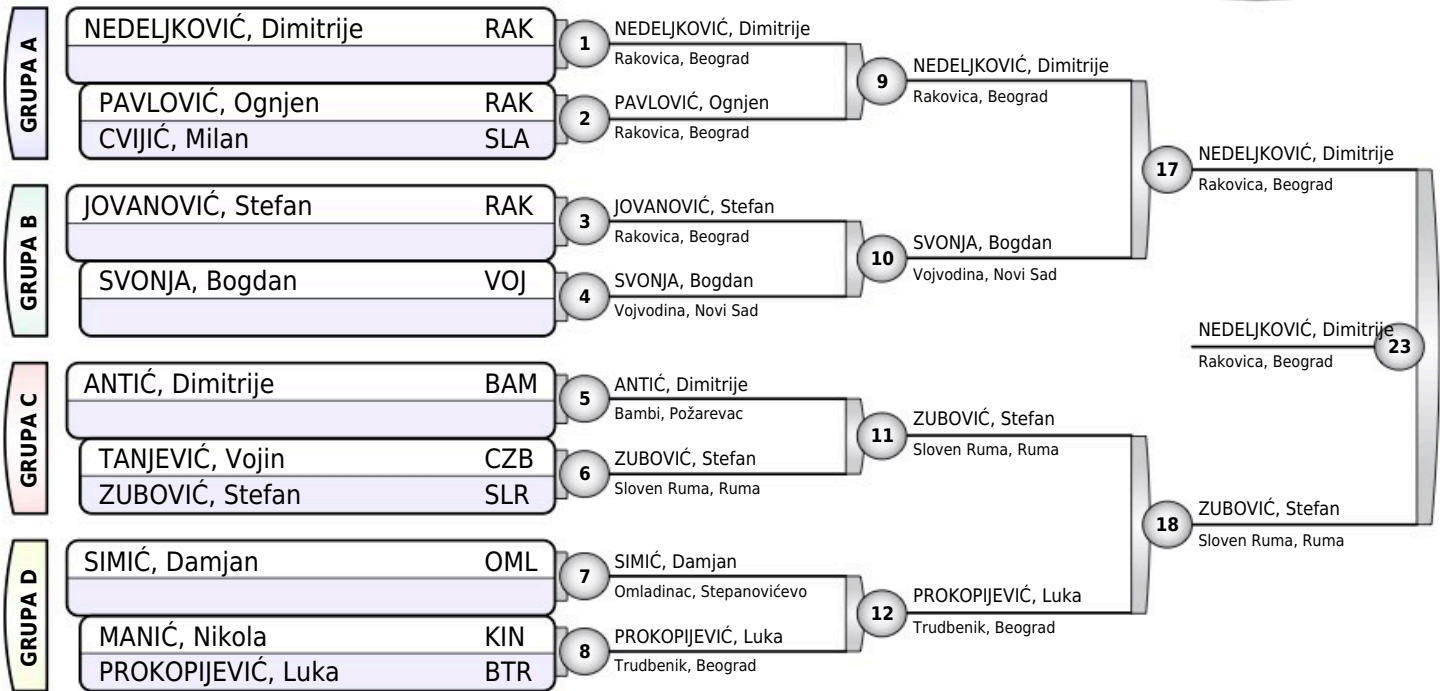 GRUPA A
NEDELJKOVIĆ, Dimitrije RAK
PAVLOVIĆ, Ognjen RAK
CVIJIĆ, Milan SLA
GRUPA B
JOVANOVIĆ, Stefan RAK
SVONJA, Bogdan VOJ
GRUPA C
ANTIĆ, Dimitrije BAM
TANJEVIĆ, Vojin CZB
ZUBOVIĆ, Stefan SLR
GRUPA D
SIMIĆ, Damjan OML
MANIĆ, Nikola KIN
PROKOPIJEVIĆ, Luka BTR
1 NEDELJKOVIĆ, Dimitrije
Rakovica, Beograd
2 PAVLOVIĆ, Ognjen
Rakovica, Beograd
3 JOVANOVIĆ, Stefan
Rakovica, Beograd
4 SVONJA, Bogdan
Vojvodina, Novi Sad
5 ANTIĆ, Dimitrije
Bambi, Požarevac
6 ZUBOVIĆ, Stefan
Sloven Ruma, Ruma
7 SIMIĆ, Damjan
Omladinac, Stepanovićevo
8 PROKOPIJEVIĆ, Luka
Trudbenik, Beograd
9 NEDELJKOVIĆ, Dimitrije
Rakovica, Beograd
10 SVONJA, Bogdan
Vojvodina, Novi Sad
11 ZUBOVIĆ, Stefan
Sloven Ruma, Ruma
12 PROKOPIJEVIĆ, Luka
Trudbenik, Beograd
17 NEDELJKOVIĆ, Dimitrije
Rakovica, Beograd
18 ZUBOVIĆ, Stefan
Sloven Ruma, Ruma
NEDELJKOVIĆ, Dimitrije 23
Rakovica, Beograd